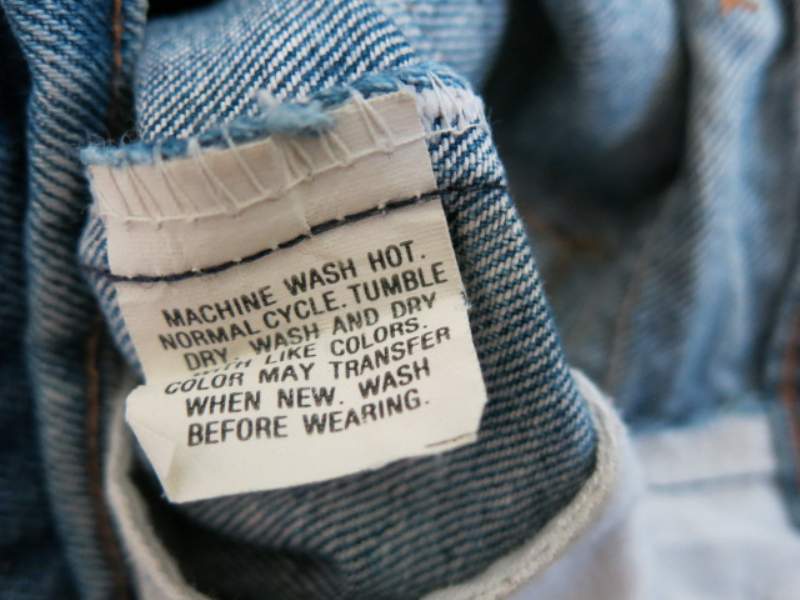 MACHINE WASH HOT.
NORMAL CYCLE. TUMBLE
DRY. WASH AND DRY
WITH LIKE COLORS.
COLOR MAY TRANSFER
WHEN NEW. WASH
BEFORE WEARING.